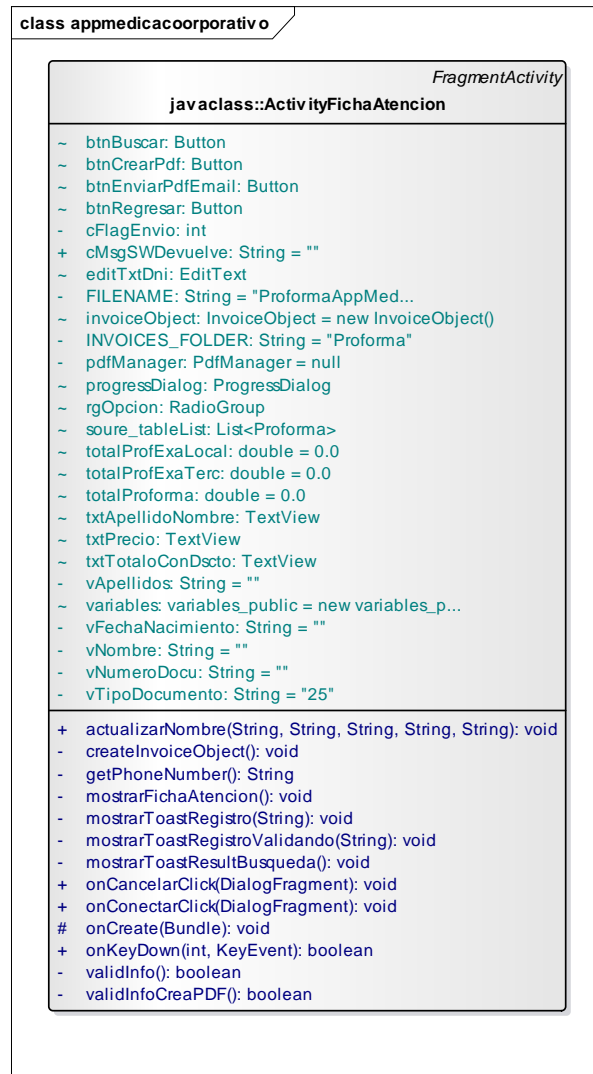 class appmedicacoorporativo
FragmentActivity
javaclass::ActivityFichaAtencion
~ btnBuscar: Button
~ btnCrearPdf: Button
~ btnEnviarPdfEmail: Button
~ btnRegresar: Button
- cFlagEnvio: int
+ cMsgSWDevuelve: String = ""
~ editTxtDni: EditText
- FILENAME: String = "ProformaAppMed...
~ invoiceObject: InvoiceObject = new InvoiceObject()
- INVOICES_FOLDER: String = "Proforma"
- pdfManager: PdfManager = null
~ progressDialog: ProgressDialog
~ rgOpcion: RadioGroup
~ soure_tableList: List<Proforma>
~ totalProfExaLocal: double = 0.0
~ totalProfExaTerc: double = 0.0
~ totalProforma: double = 0.0
~ txtApellidoNombre: TextView
~ txtPrecio: TextView
~ txtTotaloConDscto: TextView
- vApellidos: String = ""
~ variables: variables_public = new variables_p...
- vFechaNacimiento: String = ""
- vNombre: String = ""
- vNumeroDocu: String = ""
- vTipoDocumento: String = "25"
+ actualizarNombre(String, String, String, String, String): void
- createInvoiceObject(): void
- getPhoneNumber(): String
- mostrarFichaAtencion(): void
- mostrarToastRegistro(String): void
- mostrarToastRegistroValidando(String): void
- mostrarToastResultBusqueda(): void
+ onCancelarClick(DialogFragment): void
+ onConectarClick(DialogFragment): void
# onCreate(Bundle): void
+ onKeyDown(int, KeyEvent): boolean
- validInfo(): boolean
- validInfoCreaPDF(): boolean